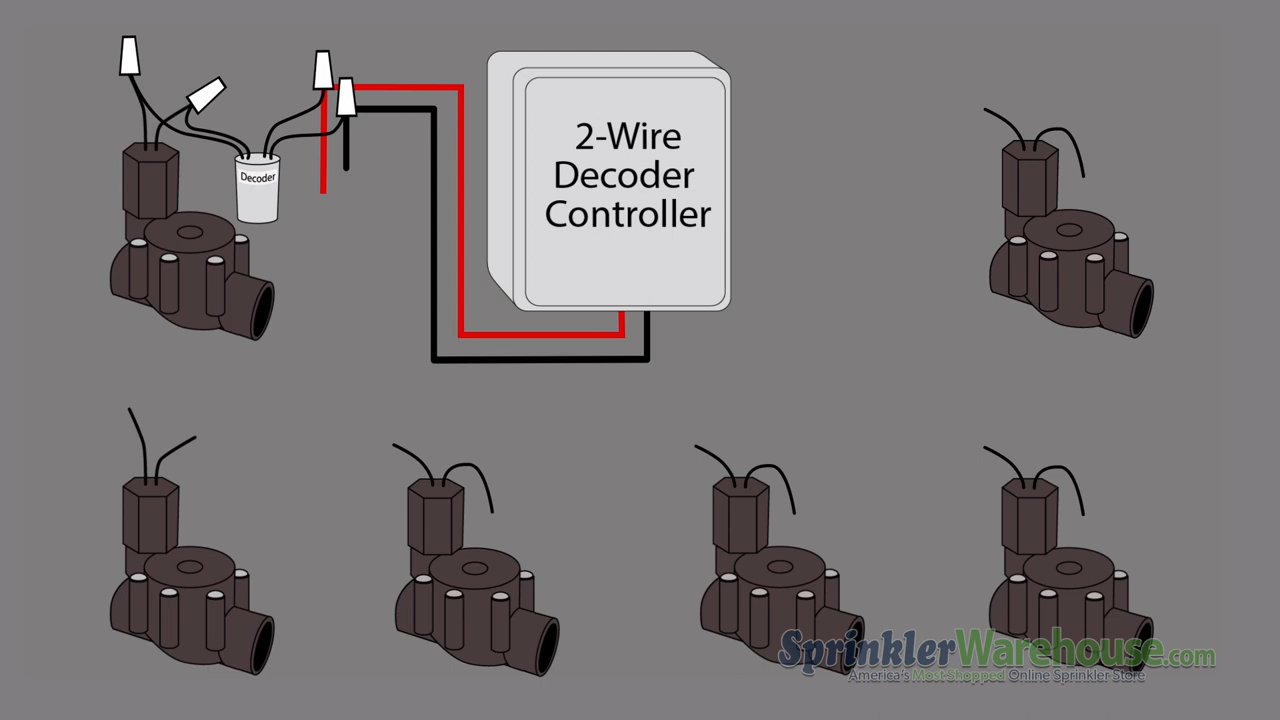 2-Wire
Decoder
Controller
Decoder
SprinklerWarehouse.com
America's Most-Shopped Online Sprinkler Store